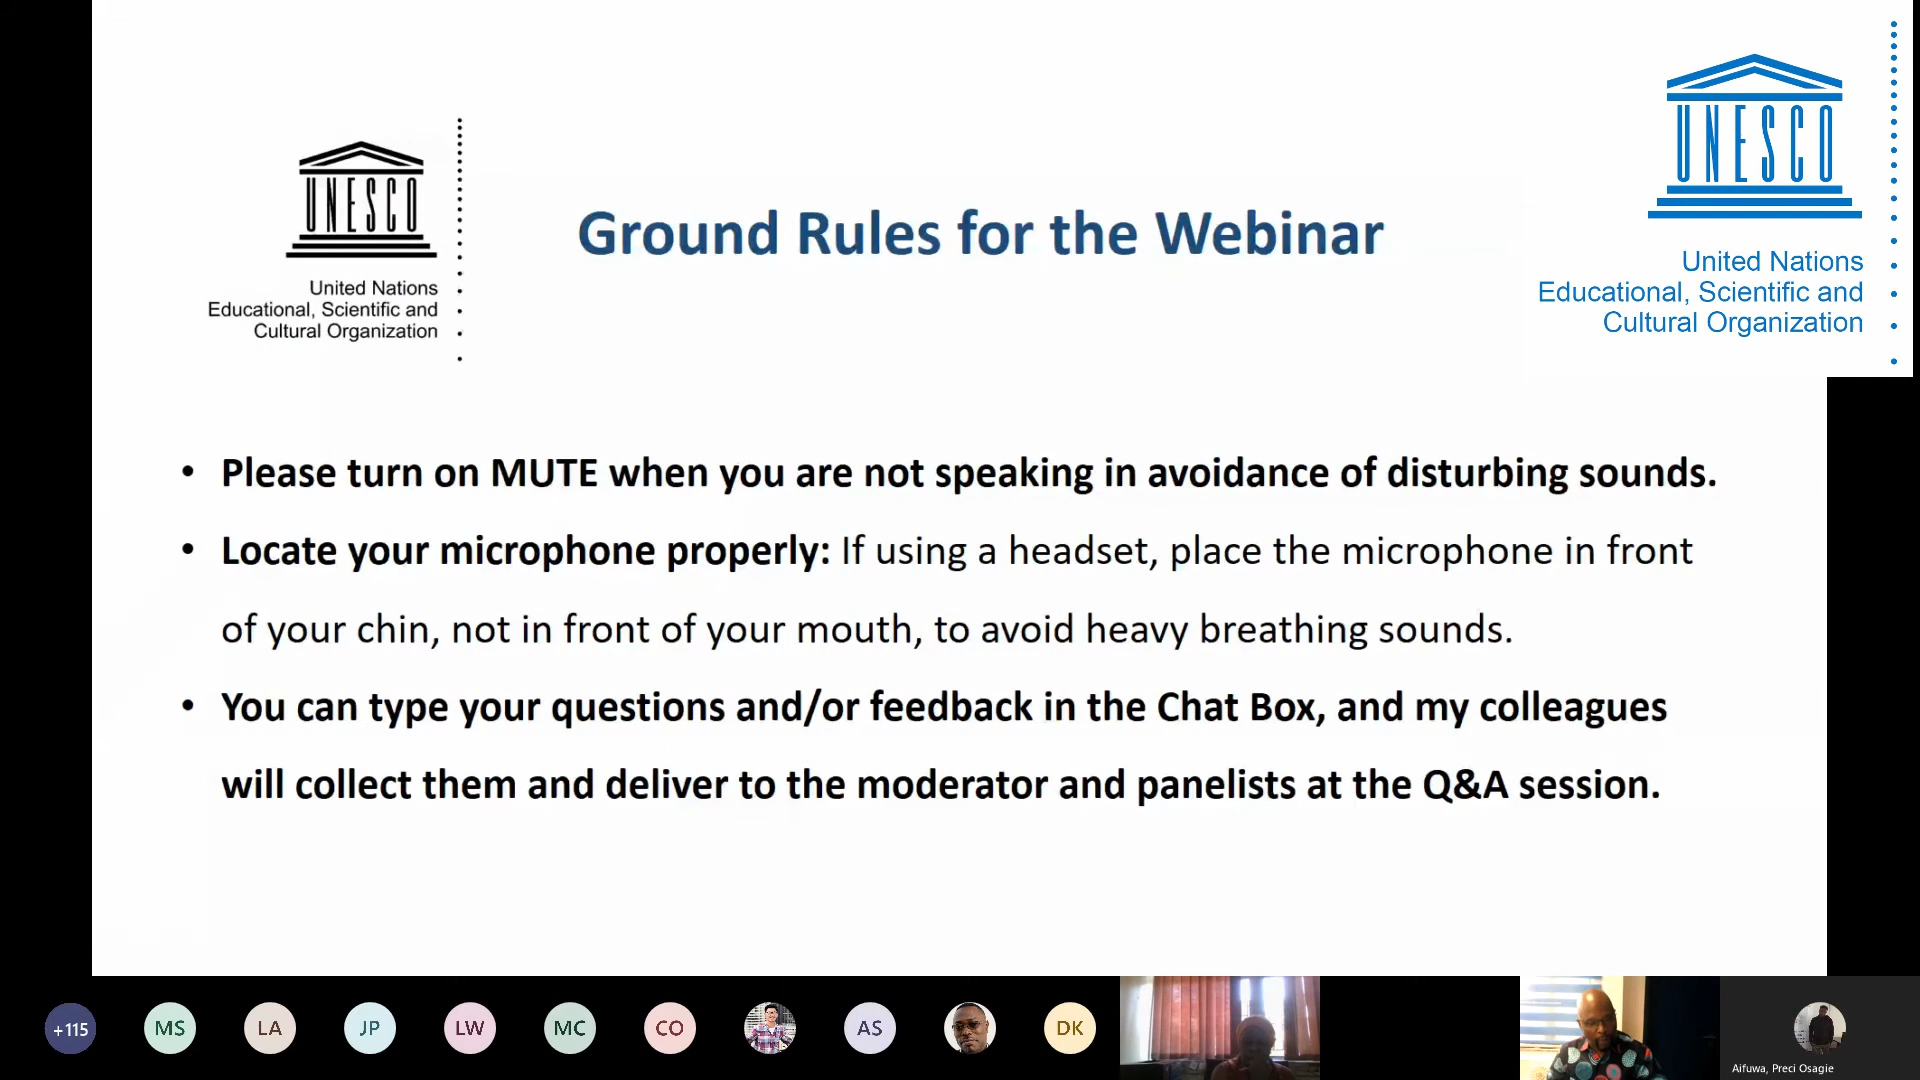 UNESCO
United Nations
Educational, Scientific and
Cultural Organization
Ground Rules for the Webinar
UNESCO
United Nations
Educational, Scientific and
Cultural Organization
• Please turn on MUTE when you are not speaking in avoidance of disturbing sounds.
• Locate your microphone properly: If using a headset, place the microphone in front
of your chin, not in front of your mouth, to avoid heavy breathing sounds.
• You can type your questions and/or feedback in the Chat Box, and my colleagues
will collect them and deliver to the moderator and panelists at the Q&A session.
+115 MS LA JP LW MC CO AS DK
Aifuwa, Preci Osagie